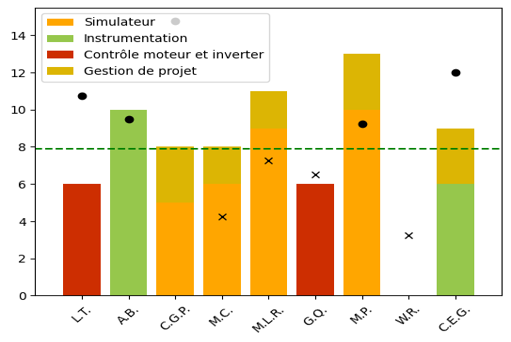 Simulateur
Instrumentation
Contrôle moteur et inverter
Gestion de projet
14
12
10
8
6
4
2
0
L.T.
A.B.
C.G.P.
M.C.
M.L.R.
G.Q.
M.P.
W.R.
C.E.G.